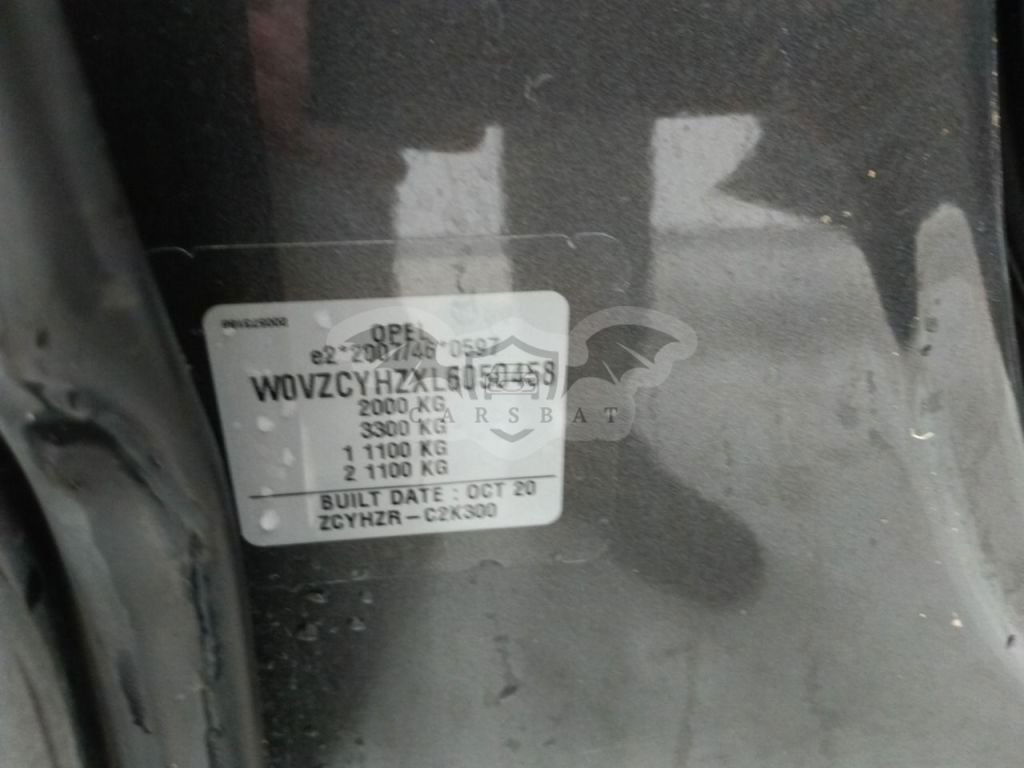 OPEL
e2*2007/46*0597
W0VZCYHZXL6050458
2000 KG
CARSBAT
3300 KG
1 1100 KG
2 1100 KG
BUILT DATE : OCT 20
ZCYHZR-C2K300